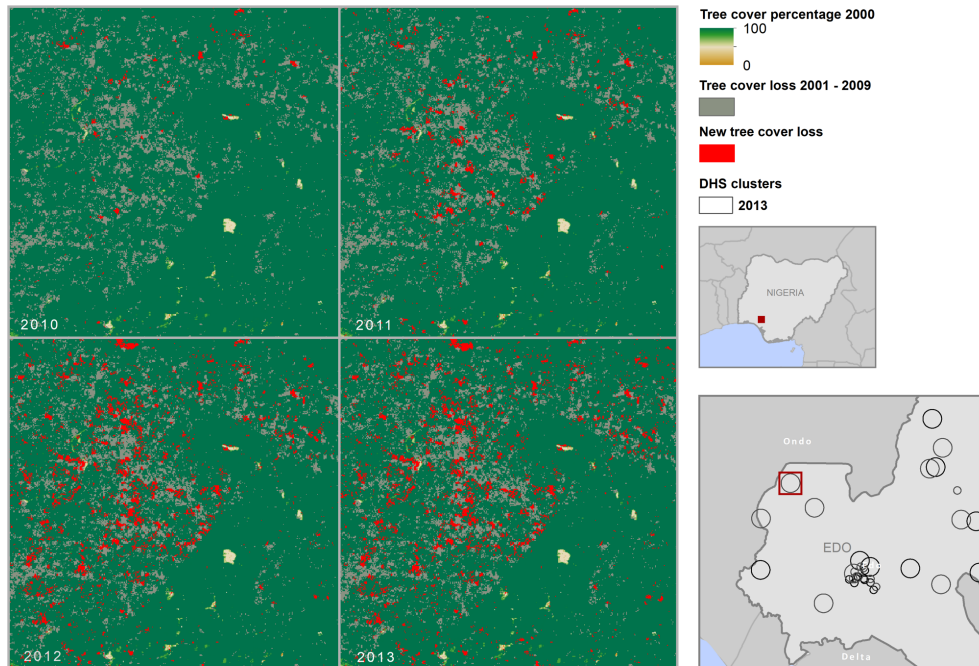 2010
2011
2012
2013
Tree cover percentage 2000
100
0
Tree cover loss 2001 - 2009
New tree cover loss
DHS clusters
2013
NIGERIA
Ondo
EDO
Delta